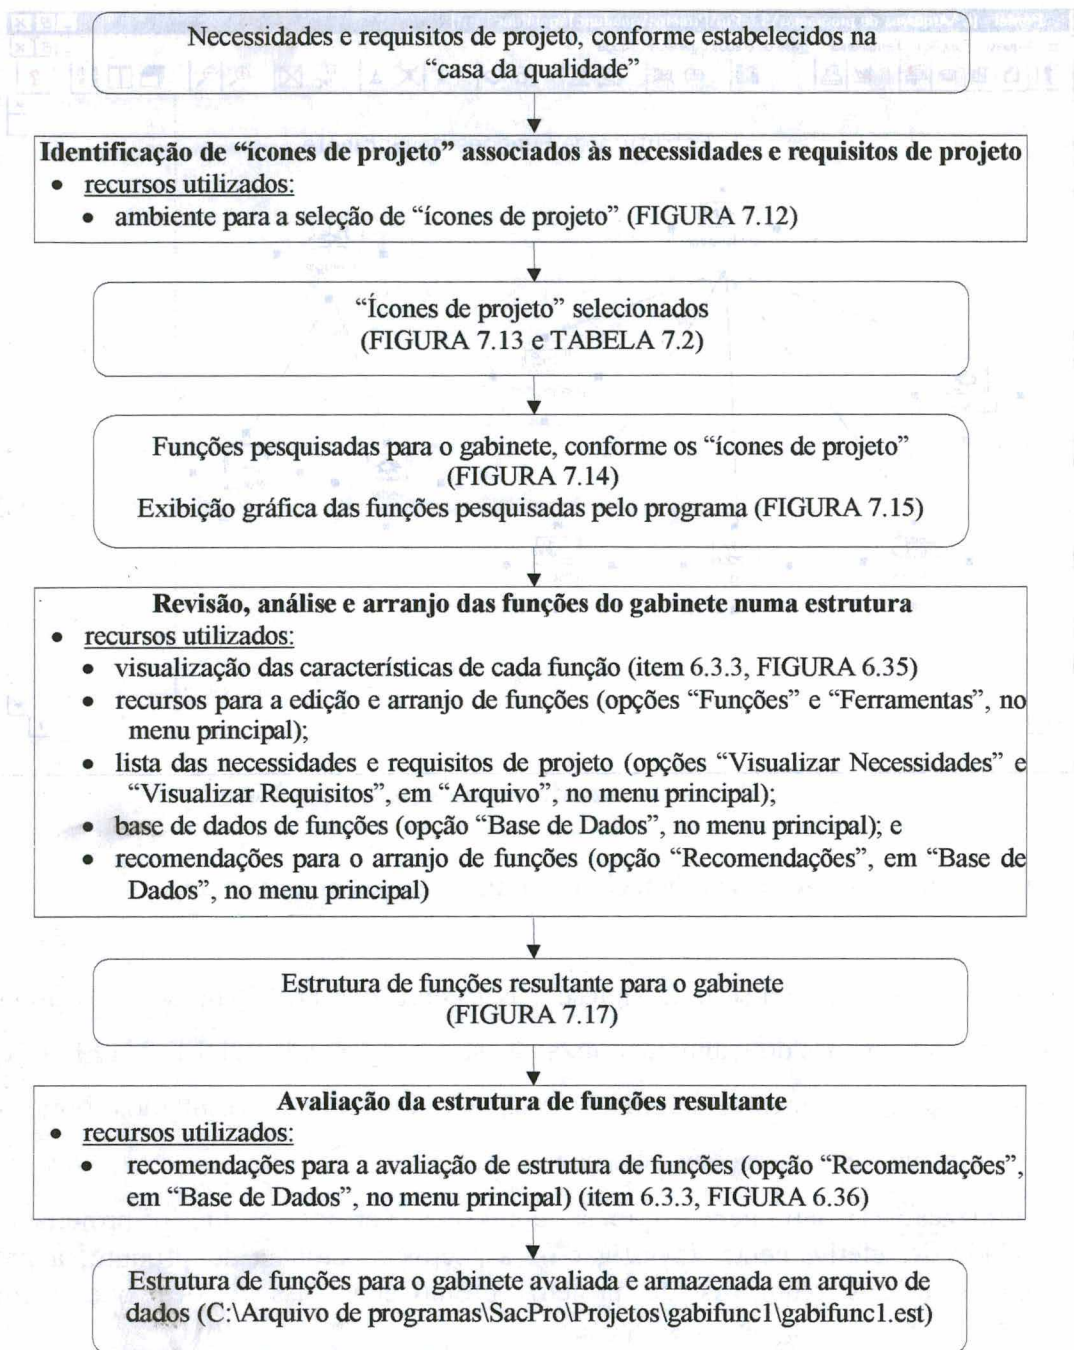 Necessidades e requisitos de projeto, conforme estabelecidos na
“casa da qualidade”
Identificação de “ícones de projeto” associados às necessidades e requisitos de projeto
• recursos utilizados:
• ambiente para a seleção de “ícones de projeto” (FIGURA 7.12)
“Ícones de projeto” selecionados
(FIGURA 7.13 e TABELA 7.2)
Funções pesquisadas para o gabinete, conforme os “ícones de projeto”
(FIGURA 7.14)
Exibição gráfica das funções pesquisadas pelo programa (FIGURA 7.15)
Revisão, análise e arranjo das funções do gabinete numa estrutura
• recursos utilizados:
• visualização das características de cada função (item 6.3.3, FIGURA 6.35)
• recursos para a edição e arranjo de funções (opções “Funções” e “Ferramentas”, no
menu principal);
• lista das necessidades e requisitos de projeto (opções “Visualizar Necessidades” e
“Visualizar Requisitos”, em “Arquivo”, no menu principal);
• base de dados de funções (opção “Base de Dados”, no menu principal); e
• recomendações para o arranjo de funções (opção “Recomendações”, em “Base de
Dados”, no menu principal)
Estrutura de funções resultante para o gabinete
(FIGURA 7.17)
Avaliação da estrutura de funções resultante
• recursos utilizados:
• recomendações para a avaliação de estrutura de funções (opção “Recomendações”,
em “Base de Dados”, no menu principal) (item 6.3.3, FIGURA 6.36)
Estrutura de funções para o gabinete avaliada e armazenada em arquivo de
dados (C:\Arquivo de programas\SacPro\Projetos\gabifunc1\gabifunc1.est)